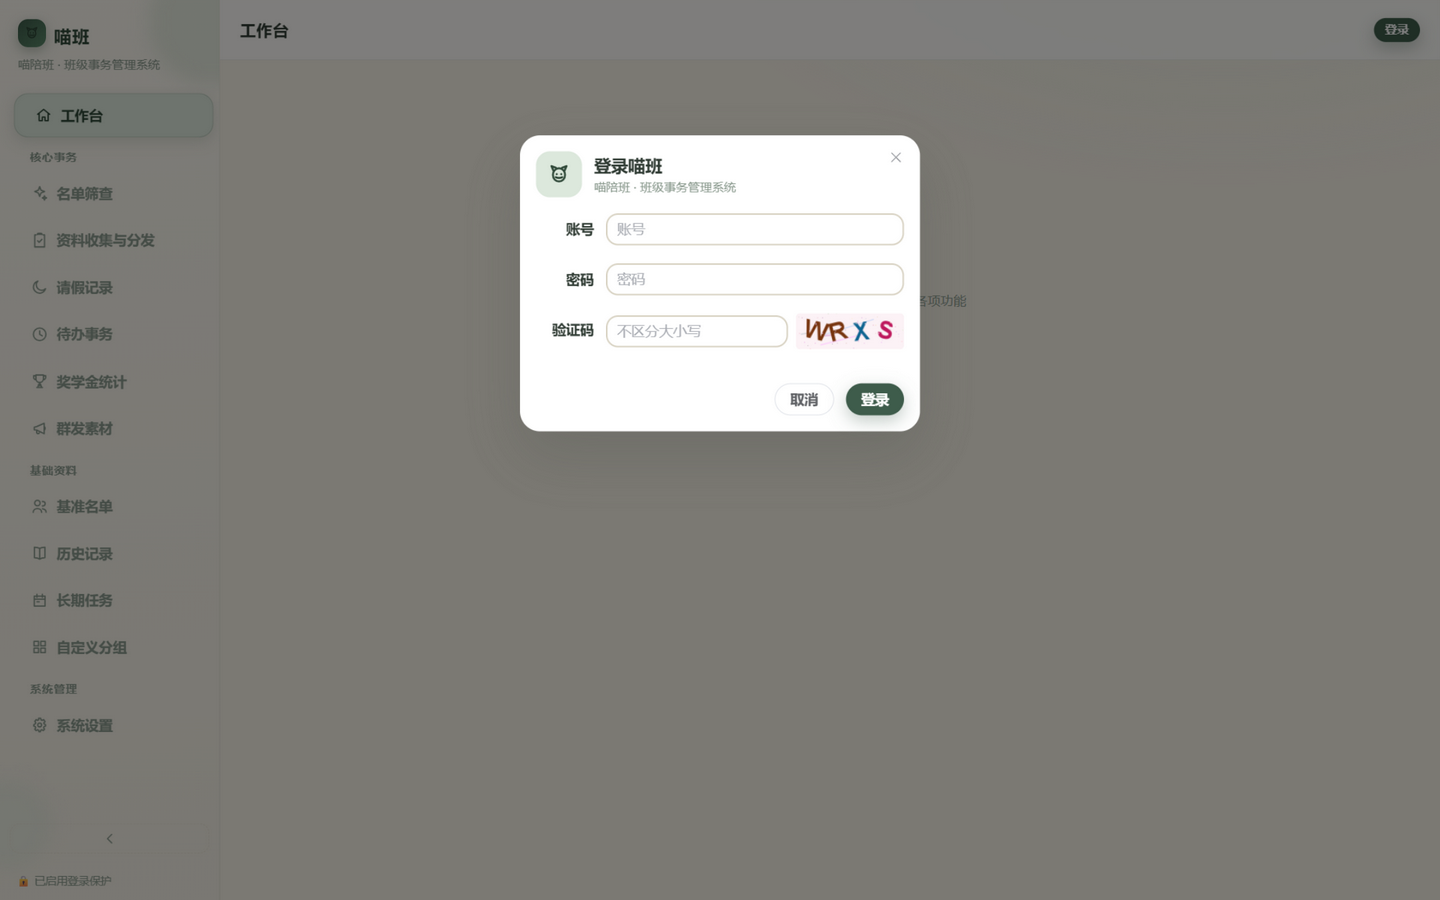 喵班
喵陪班 · 班级事务管理系统
工作台
核心事务
名单筛查
资料收集与分发
请假记录
待办事务
奖学金统计
群发素材
基础资料
基准名单
历史记录
长期任务
自定义分组
系统管理
系统设置
已启用登录保护
工作台
登录
各项功能
登录喵班
喵陪班 · 班级事务管理系统
账号 账号
密码 密码
验证码 不区分大小写 WRXS
取消 登录